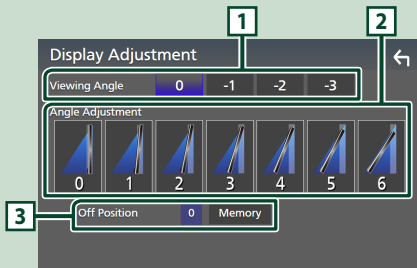 1
2
Display Adjustment
Viewing Angle 0 -1 -2 -3
Angle Adjustment
0 1 2 3 4 5 6
3
Off Position 0 Memory